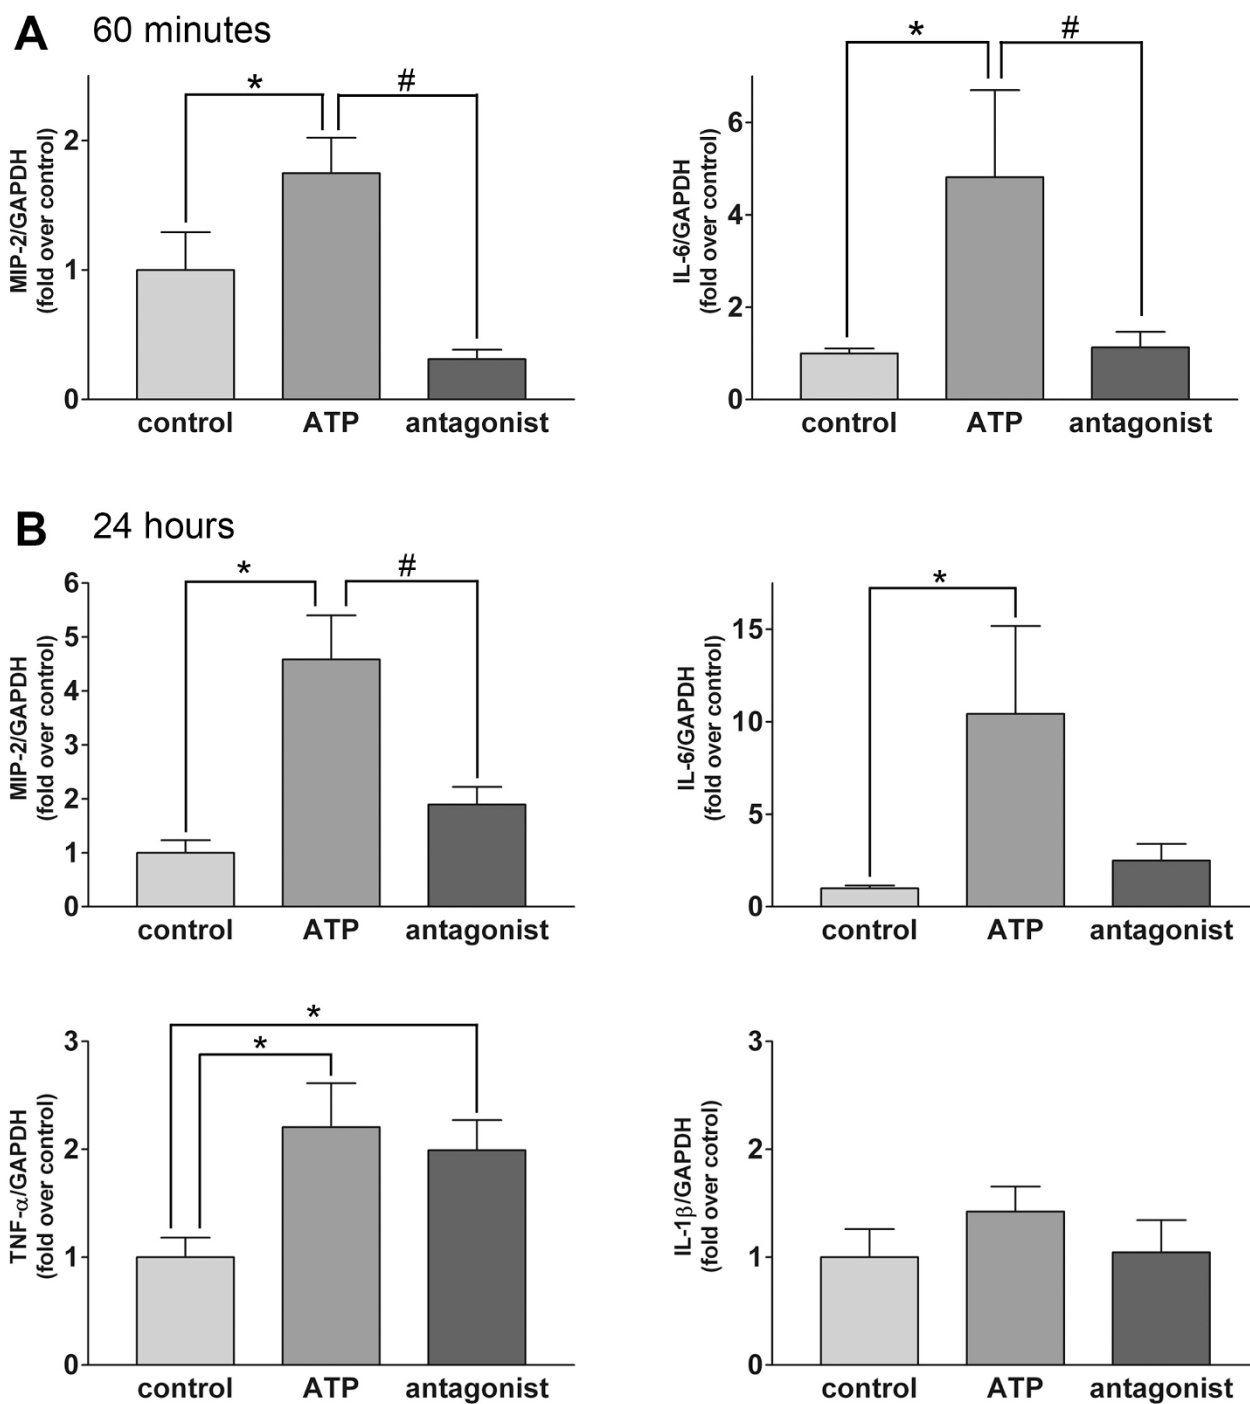 A 60 minutes
MIP-2/GAPDH
(fold over control)
2
1
0
* #
control ATP antagonist
IL-6/GAPDH
(fold over control)
6
4
2
0
* #
control ATP antagonist
B 24 hours
MIP-2/GAPDH
(fold over control)
6
5
4
3
2
1
0
* #
control ATP antagonist
IL-6/GAPDH
(fold over control)
15
10
5
0
*
control ATP antagonist
TNF-α/GAPDH
(fold over control)
3
2
1
0
*
*
control ATP antagonist
IL-1β/GAPDH
(fold over cotrol)
3
2
1
0
control ATP antagonist